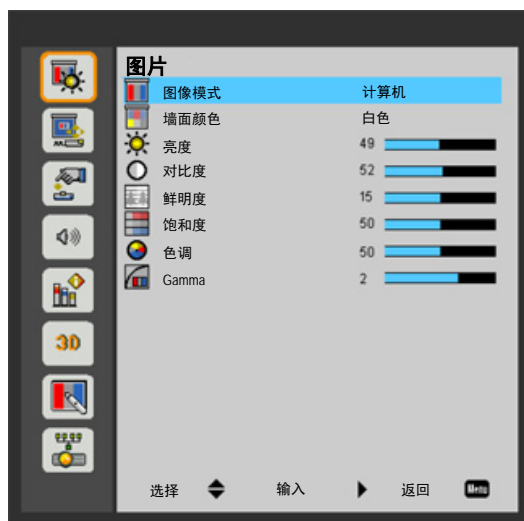 图片
图像模式 计算机
墙面颜色 白色
亮度 49
对比度 52
鲜明度 15
饱和度 50
色调 50
Gamma 2
3D
选择 输入 返回 Menu